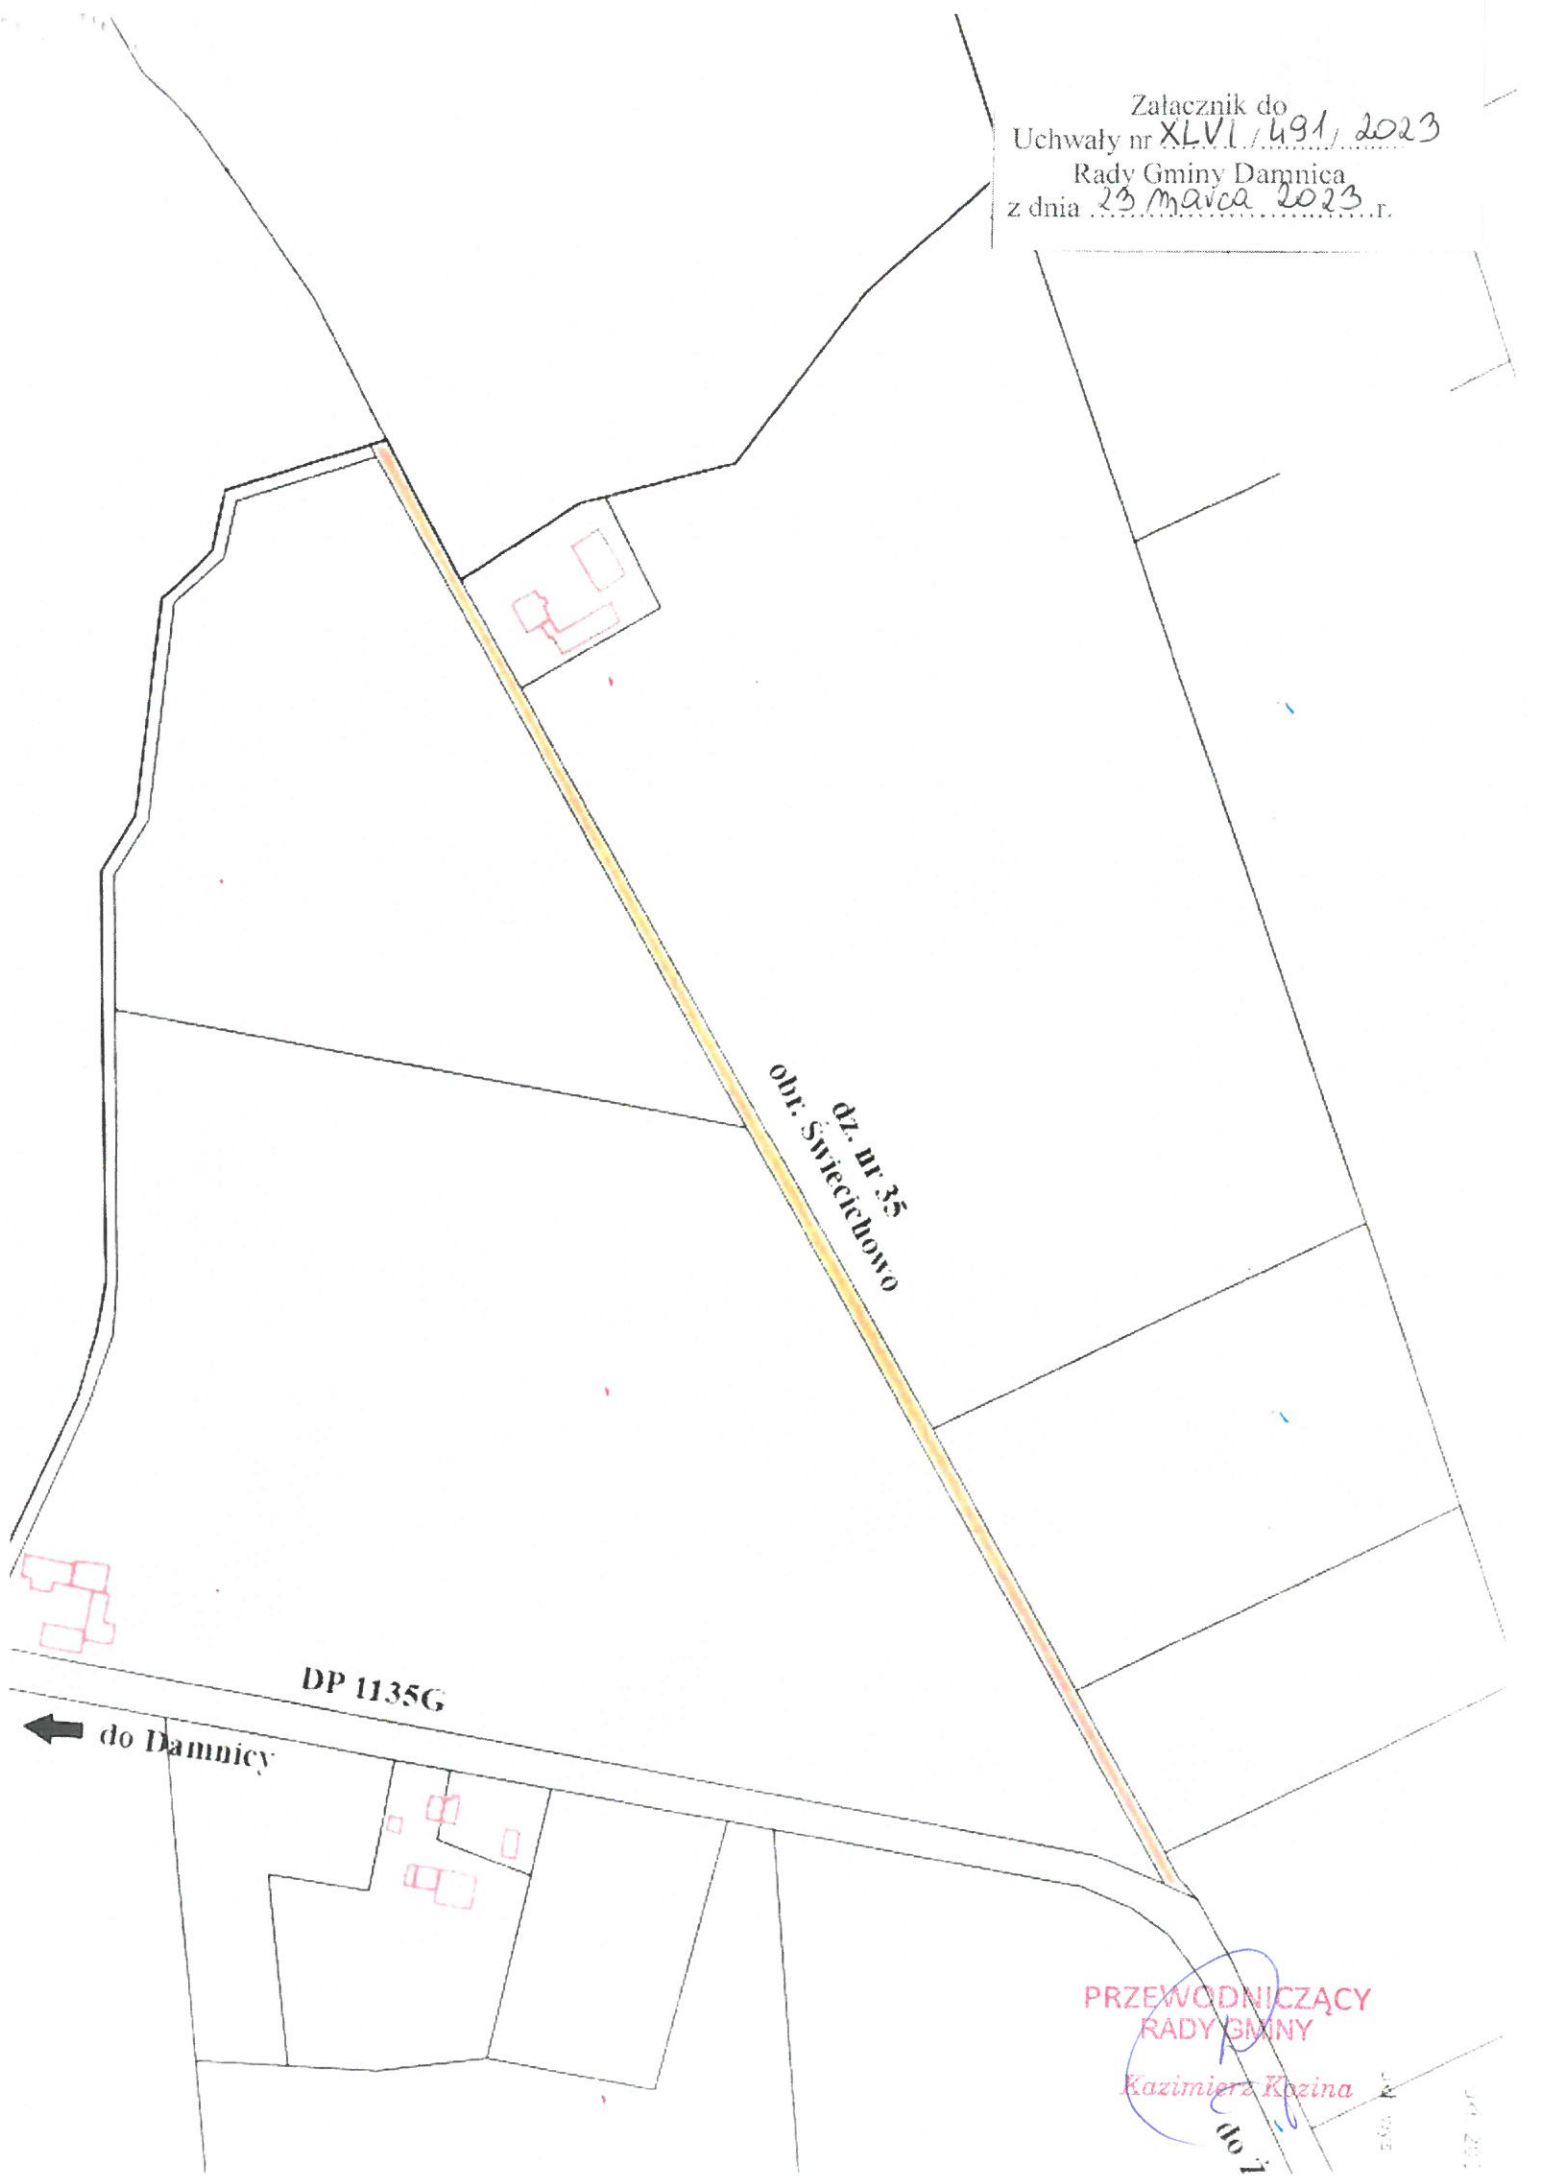 Załacznik do
Uchwały nr XLVI / 491 / 2023
Rady Gminy Damnica
z dnia 23 marca 2023 r.
dz. nr 35
obr. Świecichowo
DP 1135G
do Damnicy
PRZEWODNICZĄCY
RADY GMINY
Kazimierz Kozina
do